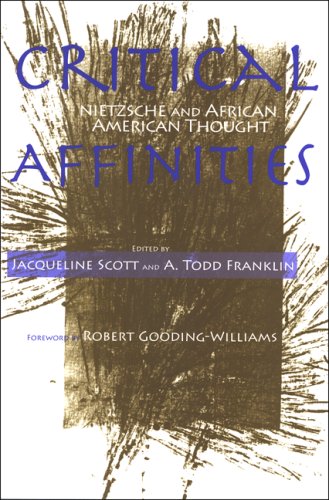 CRITICAL
NIETZSCHE AND AFRICAN
AMERICAN THOUGHT
AFFINITIES
EDITED BY
JACQUELINE SCOTT AND A. TODD FRANKLIN
FOREWORD BY ROBERT GOODING-WILLIAMS